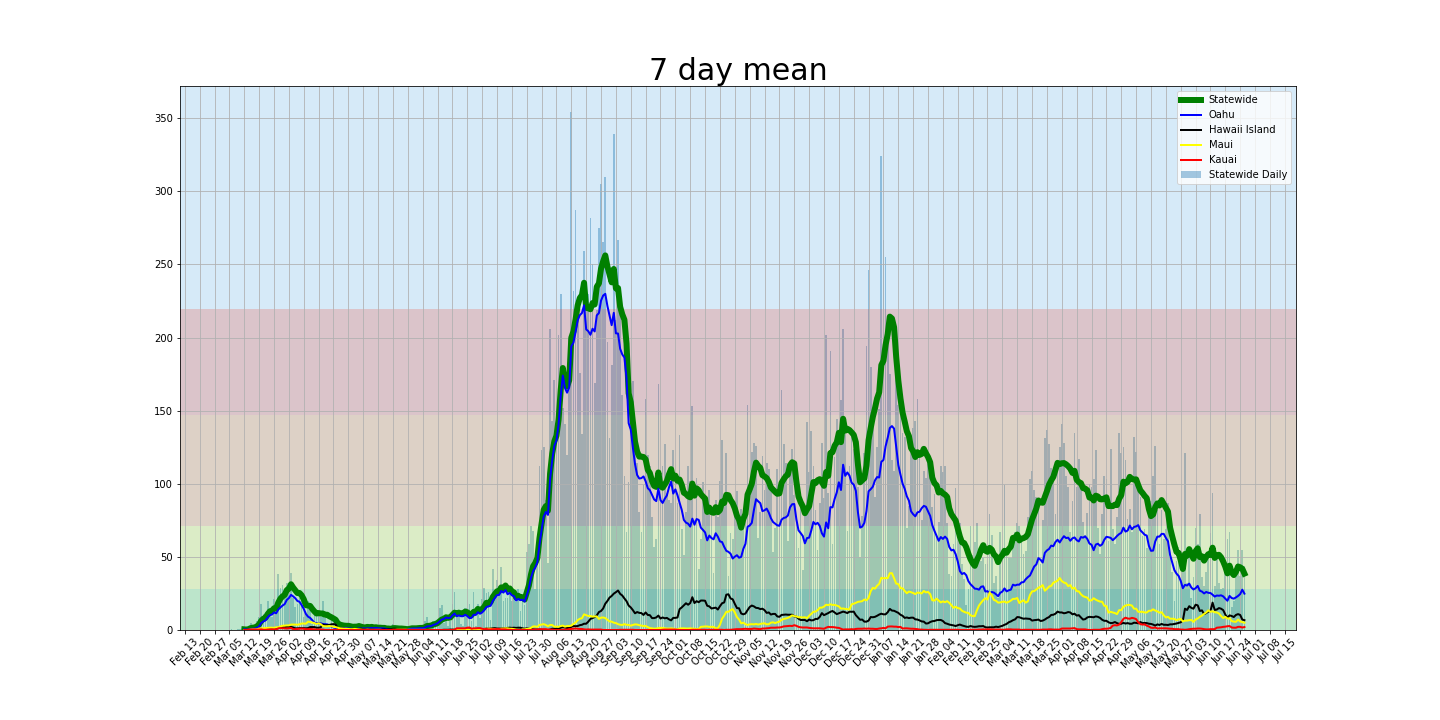 7 day mean
Statewide
Oahu
Hawaii Island
Maui
Kauai
Statewide Daily
350
300
250
200
150
100
50
0
Feb 13
Feb 20
Feb 27
Mar 05
Mar 12
Mar 19
Mar 26
Apr 02
Apr 09
Apr 16
Apr 23
Apr 30
May 07
May 14
May 21
May 28
Jun 04
Jun 11
Jun 18
Jun 25
Jul 02
Jul 09
Jul 16
Jul 23
Jul 30
Aug 06
Aug 13
Aug 20
Aug 27
Sep 03
Sep 10
Sep 17
Sep 24
Oct 01
Oct 08
Oct 15
Oct 22
Oct 29
Nov 05
Nov 12
Nov 19
Nov 26
Dec 03
Dec 10
Dec 17
Dec 24
Dec 31
Jan 07
Jan 14
Jan 21
Jan 28
Feb 04
Feb 11
Feb 18
Feb 25
Mar 04
Mar 11
Mar 18
Mar 25
Apr 01
Apr 08
Apr 15
Apr 22
Apr 29
May 06
May 13
May 20
May 27
Jun 03
Jun 10
Jun 17
Jun 24
Jul 01
Jul 08
Jul 15